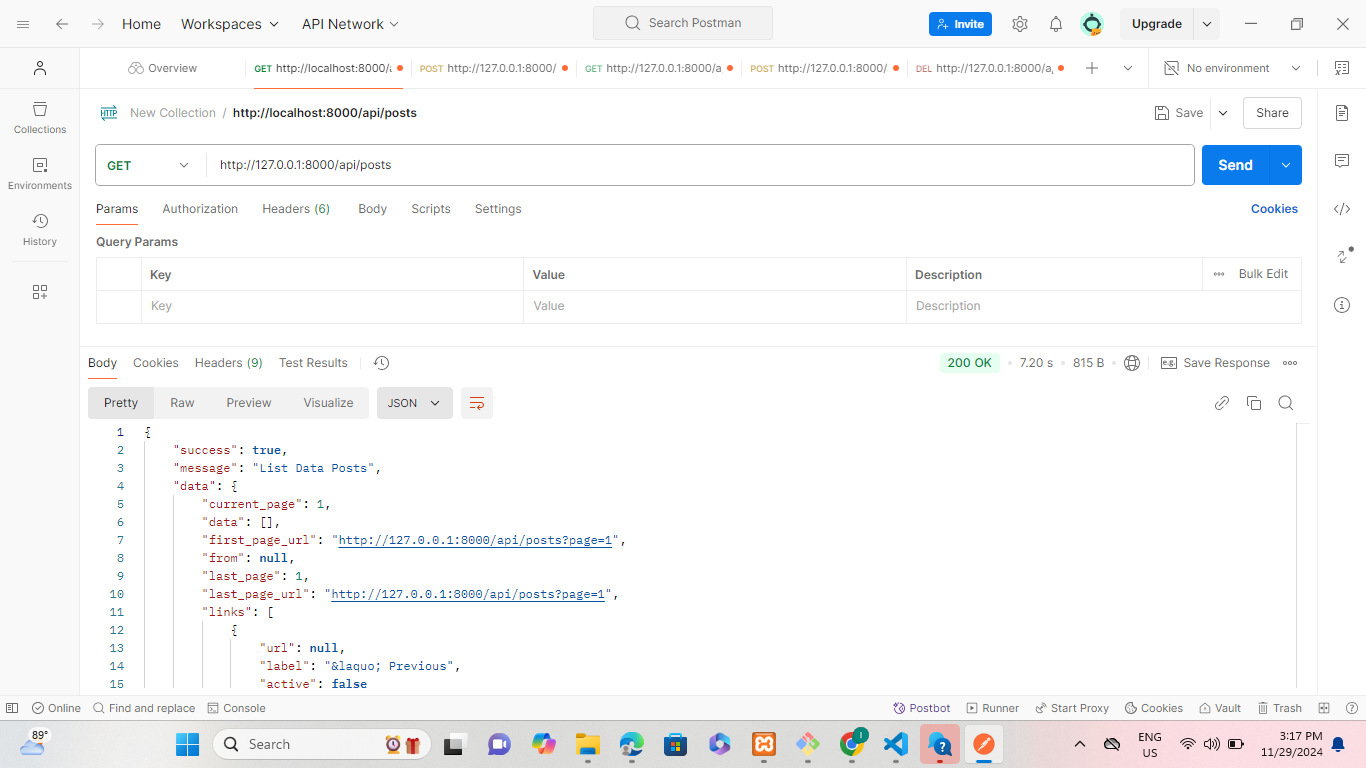 Home Workspaces API Network Search Postman Invite Upgrade
Overview GET http://localhost:8000/a POST http://127.0.0.1:8000/ GET http://127.0.0.1:8000/a POST http://127.0.0.1:8000/ DEL http://127.0.0.1:8000/a, No environment
HTTP New Collection / http://localhost:8000/api/posts Save Share
Collections
GET http://127.0.0.1:8000/api/posts Send
Environments
Params Authorization Headers (6) Body Scripts Settings Cookies
History
Query Params
Key Value Description Bulk Edit
Key Value Description
Body Cookies Headers (9) Test Results 200 OK 7.20 s 815 B e.g. Save Response
Pretty Raw Preview Visualize JSON
1 {
2 "success": true,
3 "message": "List Data Posts",
4 "data": {
5 "current_page": 1,
6 "data": [],
7 "first_page_url": "http://127.0.0.1:8000/api/posts?page=1",
8 "from": null,
9 "last_page": 1,
10 "last_page_url": "http://127.0.0.1:8000/api/posts?page=1",
11 "links": [
12 {
13 "url": null,
14 "label": "&laquo; Previous",
15 "active": false
Online Find and replace Console Postbot Runner Start Proxy Cookies Vault Trash
89° Search 1 ENG 3:17 PM
US 11/29/2024